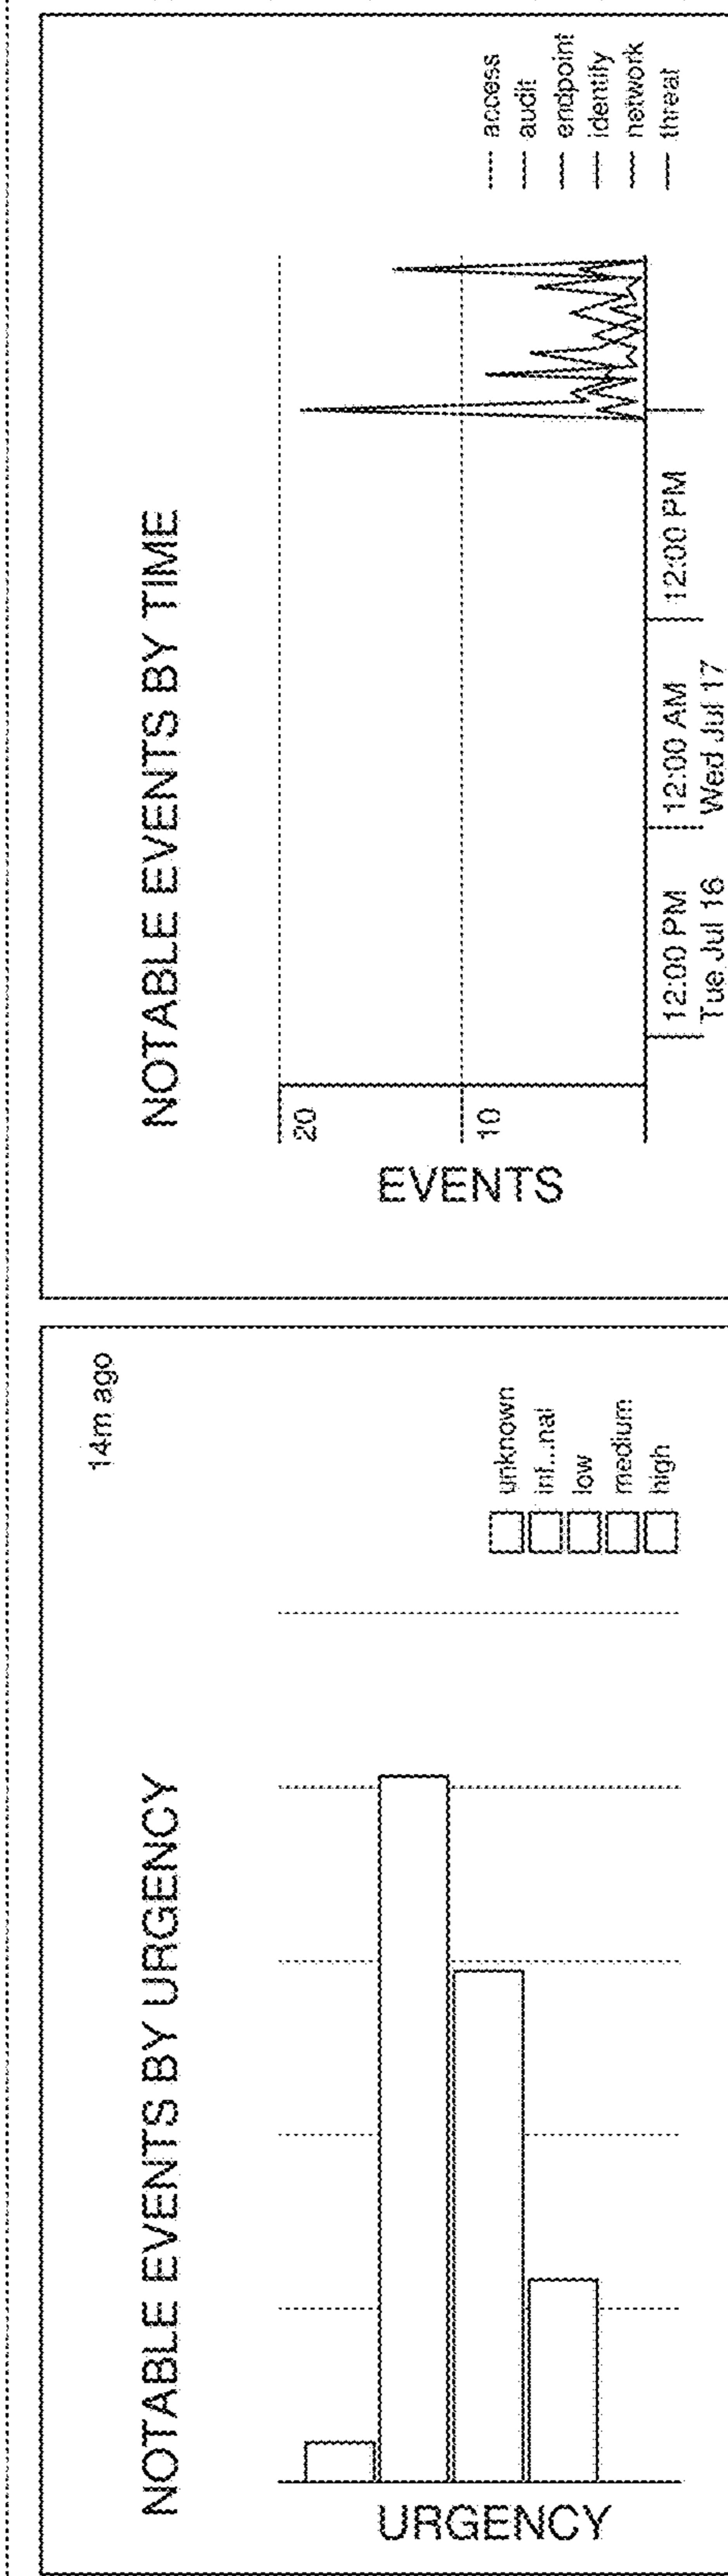 NOTABLE EVENTS BY URGENCY
14m ago
URGENCY
unknown
inf...nal
low
medium
high
NOTABLE EVENTS BY TIME
EVENTS
20
10
12:00 PM
Tue Jul 16
12:00 AM
Wed Jul 17
12:00 PM
access
audit
endpoint
identify
network
threat